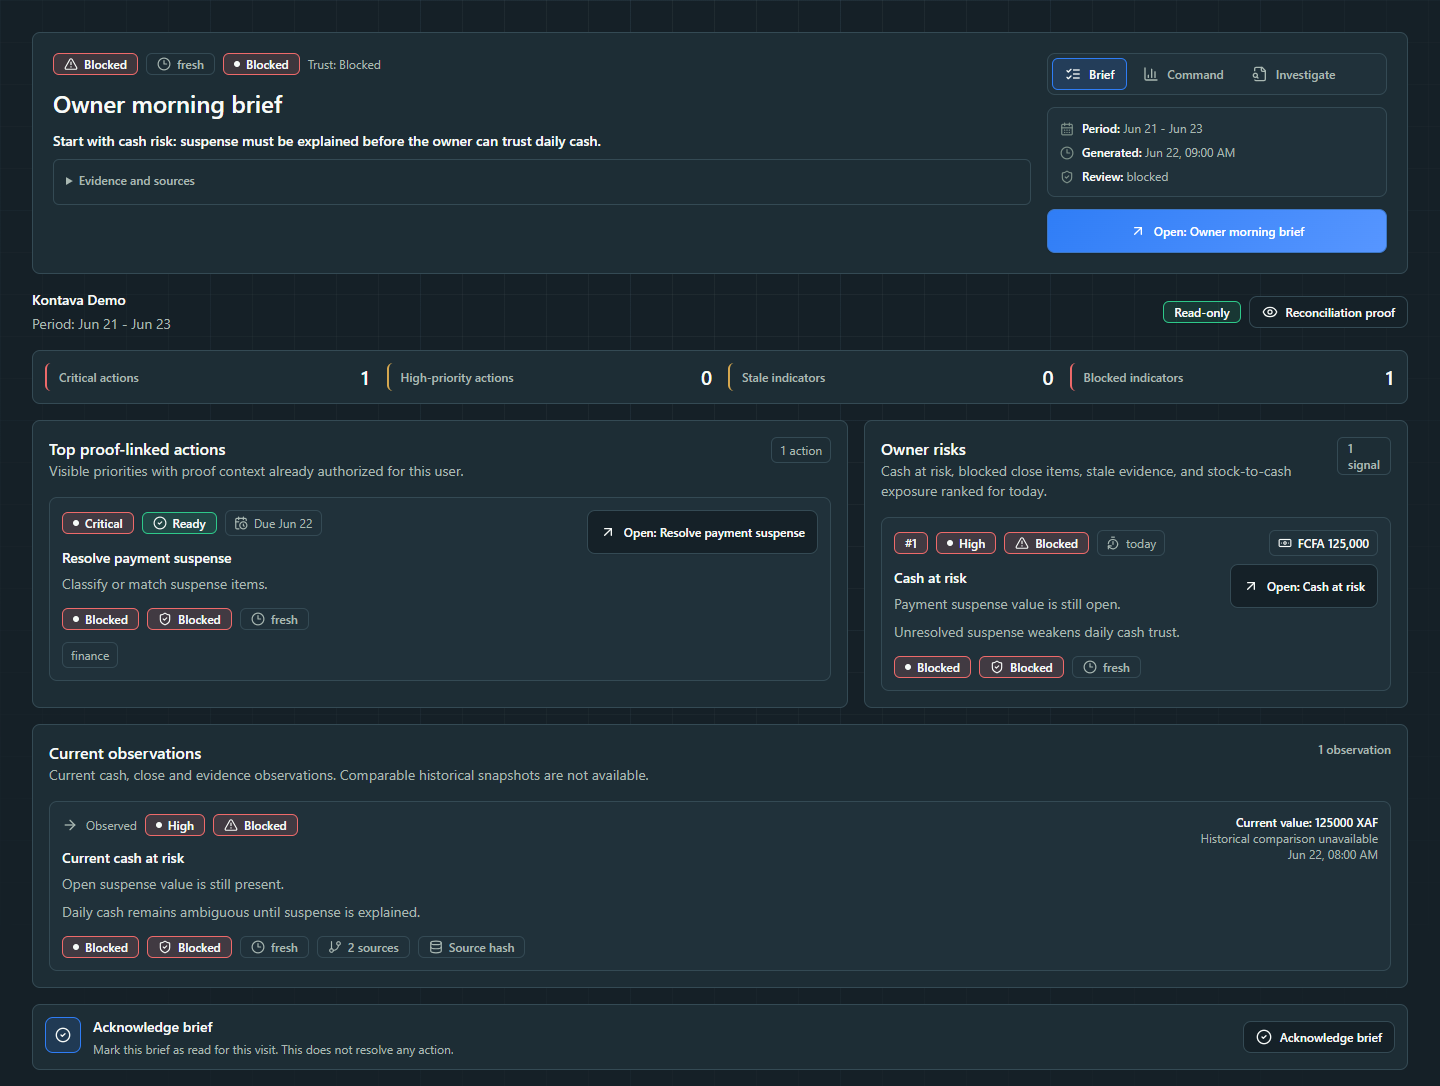 Blocked fresh Blocked Trust: Blocked
Owner morning brief
Start with cash risk: suspense must be explained before the owner can trust daily cash.
Evidence and sources
Brief Command Investigate
Period: Jun 21 - Jun 23
Generated: Jun 22, 09:00 AM
Review: blocked
Open: Owner morning brief
Kontava Demo
Period: Jun 21 - Jun 23
Read-only Reconciliation proof
Critical actions 1 High-priority actions 0 Stale indicators 0 Blocked indicators 1
Top proof-linked actions
Visible priorities with proof context already authorized for this user.
1 action
Critical Ready Due Jun 22
Open: Resolve payment suspense
Resolve payment suspense
Classify or match suspense items.
Blocked Blocked fresh
finance
Owner risks
Cash at risk, blocked close items, stale evidence, and stock-to-cash
exposure ranked for today.
1
signal
#1 High Blocked today FCFA 125,000
Cash at risk
Open: Cash at risk
Payment suspense value is still open.
Unresolved suspense weakens daily cash trust.
Blocked Blocked fresh
Current observations
Current cash, close and evidence observations. Comparable historical snapshots are not available.
1 observation
Observed High Blocked
Current value: 125000 XAF
Historical comparison unavailable
Jun 22, 08:00 AM
Current cash at risk
Open suspense value is still present.
Daily cash remains ambiguous until suspense is explained.
Blocked Blocked fresh 2 sources Source hash
Acknowledge brief
Mark this brief as read for this visit. This does not resolve any action.
Acknowledge brief